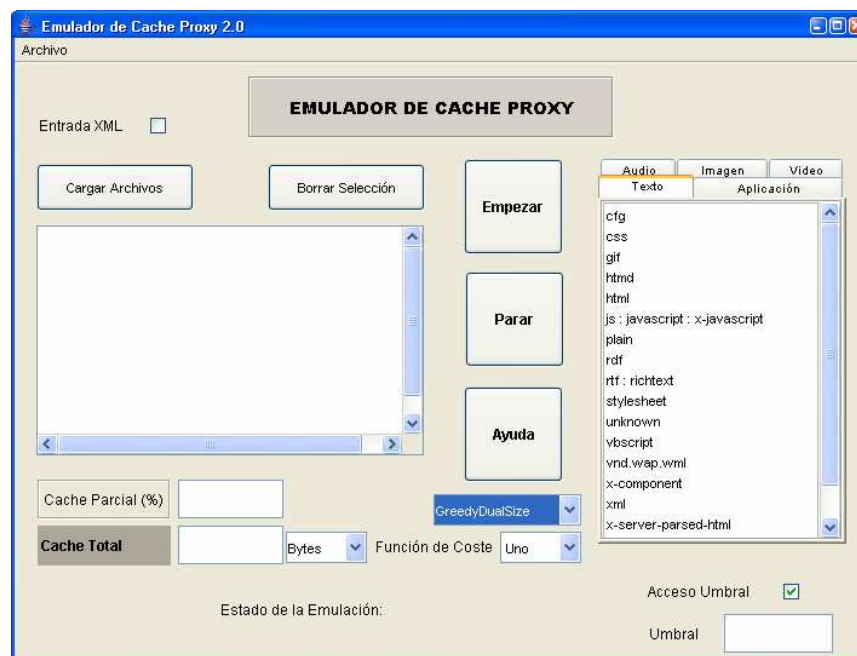 Emulador de Cache Proxy 2.0
Archivo
EMULADOR DE CACHE PROXY
Entrada XML
Cargar Archivos
Borrar Selección
Empezar
Parar
Ayuda
Audio
Imagen
Video
Texto
Aplicación
cfg
css
gif
htmd
html
js : javascript : x-javascript
plain
rdf
rtf : richtext
stylesheet
unknown
vbscript
vnd.wap.wml
x-component
xml
x-server-parsed-html
Cache Parcial (%)
GreedyDualSize
Cache Total
Bytes
Función de Coste
Uno
Estado de la Emulación:
Acceso Umbral
Umbral